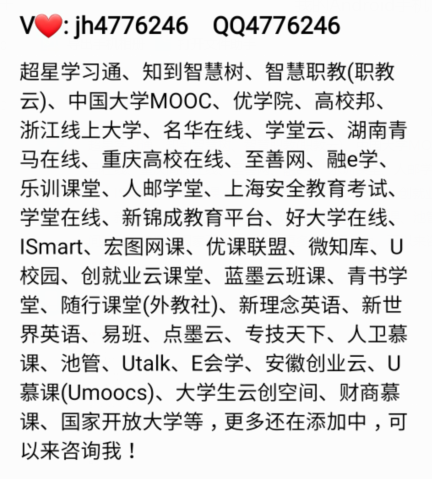 V❤️: jh4776246 QQ4776246
超星学习通、知到智慧树、智慧职教(职教
云)、中国大学MOOC、优学院、高校邦、
浙江线上大学、名华在线、学堂云、湖南青
马在线、重庆高校在线、至善网、融e学、
乐训课堂、人邮学堂、上海安全教育考试、
学堂在线、新锦成教育平台、好大学在线、
ISmart、宏图网课、优课联盟、微知库、U
校园、创就业云课堂、蓝墨云班课、青书学
堂、随行课堂(外教社)、新理念英语、新世
界英语、易班、点墨云、专技天下、人卫慕
课、池管、Utalk、E会学、安徽创业云、U
慕课(Umoocs)、大学生云创空间、财商慕
课、国家开放大学等，更多还在添加中，可
以来咨询我！